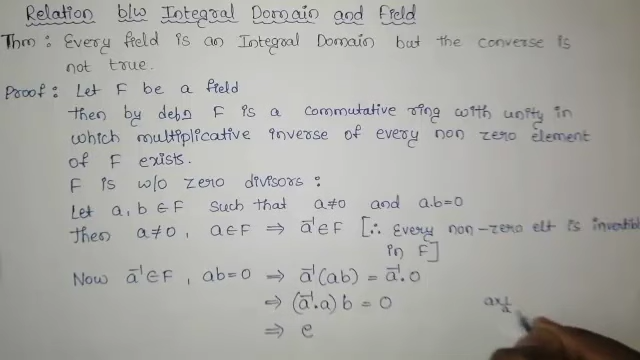 Relation b/w Integral Domain and Field
Thm : Every field is an Integral Domain but the converse is
not true.
Proof : Let F be a field
then by defn F is a commutative ring with unity in
which multiplicative inverse of every non zero element
of F exists.
F is w/o zero divisors :
Let a, b ∈ F such that a ≠ 0 and a.b = 0
Then a ≠ 0, a ∈ F ⇒ a⁻¹ ∈ F [∴ Every non-zero elt is invertible
in F]
Now a⁻¹ ∈ F, ab = 0 ⇒ a⁻¹(ab) = a⁻¹.0
⇒ (a⁻¹.a) b = 0
a×1/a
⇒ e